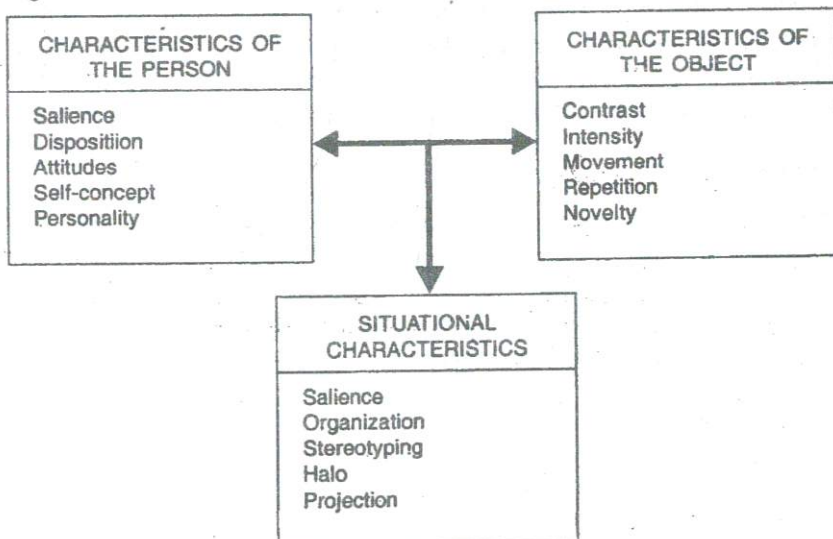 CHARACTERISTICS OF
THE PERSON
Salience
Dispositiion
Attitudes
Self-concept
Personality
CHARACTERISTICS OF
THE OBJECT
Contrast
Intensity
Movement
Repetition
Novelty
SITUATIONAL
CHARACTERISTICS
Salience
Organization
Stereotyping
Halo
Projection